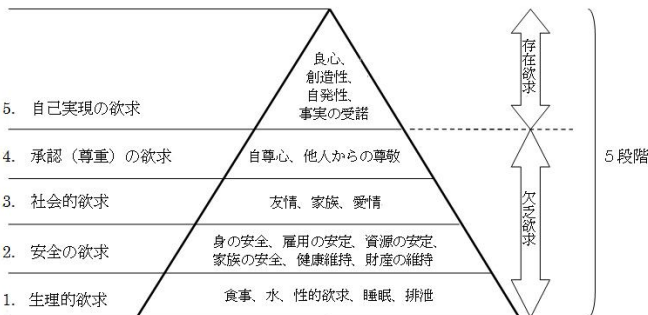 良心、
創造性、
自発性、
事実の受諾
5. 自己実現の欲求
存在欲求
4. 承認（尊重）の欲求
自尊心、他人からの尊敬
5段階
3. 社会的欲求
友情、家族、愛情
欠乏欲求
2. 安全の欲求
身の安全、雇用の安定、資源の安定、
家族の安全、健康維持、財産の維持
1. 生理的欲求
食事、水、性的欲求、睡眠、排泄